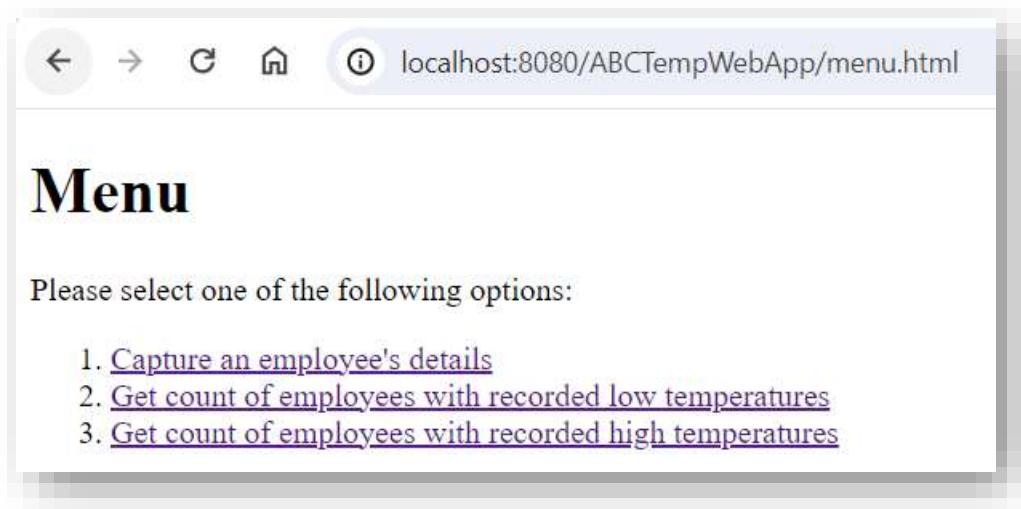 localhost:8080/ABCTempWebApp/menu.html
Menu
Please select one of the following options:
1. Capture an employee's details
2. Get count of employees with recorded low temperatures
3. Get count of employees with recorded high temperatures